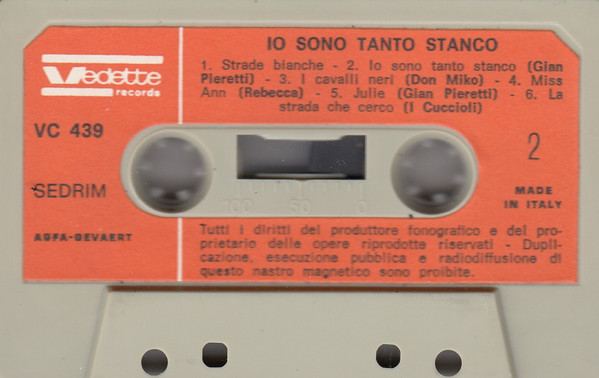 IO SONO TANTO STANCO
1. Strade bianche - 2. Io sono tanto stanco (Gian
Pieretti) - 3. I cavalli neri (Don Miko) - 4. Miss
Ann (Rebecca) - 5. Julie (Gian Pieretti) - 6. La
strada che cerco (I Cuccioli)
Vedette
records
VC 439
SEDRIM
AGFA-GEVAERT
2
MADE
IN ITALY
100 50 0
Tutti i diritti del produttore fonografico e del pro-
prietario delle opere riprodotte riservati - Dupli-
cazione, esecuzione pubblica e radiodiffusione di
questo nastro magnetico sono proibite.